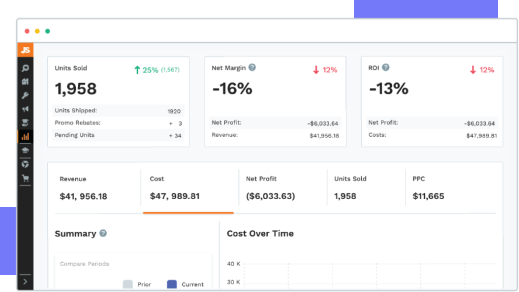 JS
Units Sold
↑ 25% (1,567)
1,958
Units Shipped: 1920
Promo Rebates: + 3
Pending Units + 34
Net Margin ?
↓ 12%
-16%
Net Profit: -$6,033.64
Revenue: $41,956.18
ROI ?
↓ 12%
-13%
Net Profit: -$6,033.64
Costs: $47,989.81
Revenue Cost Net Profit Units Sold PPC
$41, 956.18 $47, 989.81 ($6,033.63) 1,958 $11,665
Summary ?
Compare Periods
Prior Current
Cost Over Time
40 K
30 K